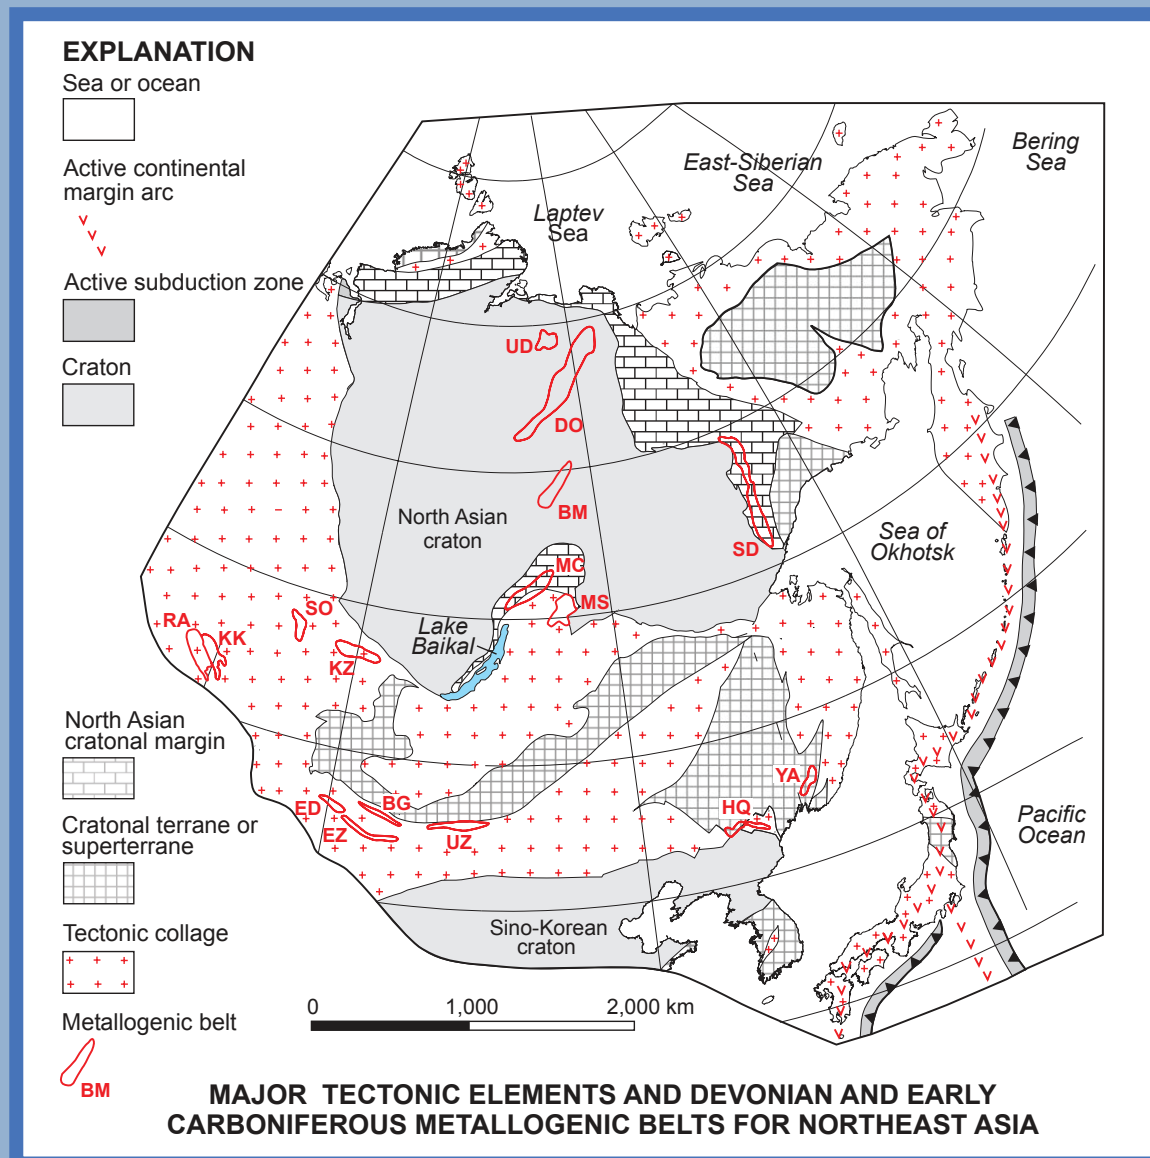 EXPLANATION
Sea or ocean
Active continental
margin arc
Active subduction zone
Craton
North Asian
cratonal margin
Cratonal terrane or
superterrane
Tectonic collage
Metallogenic belt
BM
East-Siberian
Sea
Bering
Sea
Laptev
Sea
UD
DO
BM
North Asian
craton
SD
Sea of
Okhotsk
MC
MS
SO
RA
KK
KZ
Lake
Baikal
YA
HQ
ED
BG
EZ
UZ
Pacific
Ocean
Sino-Korean
craton
0
1,000
2,000 km
MAJOR TECTONIC ELEMENTS AND DEVONIAN AND EARLY
CARBONIFEROUS METALLOGENIC BELTS FOR NORTHEAST ASIA